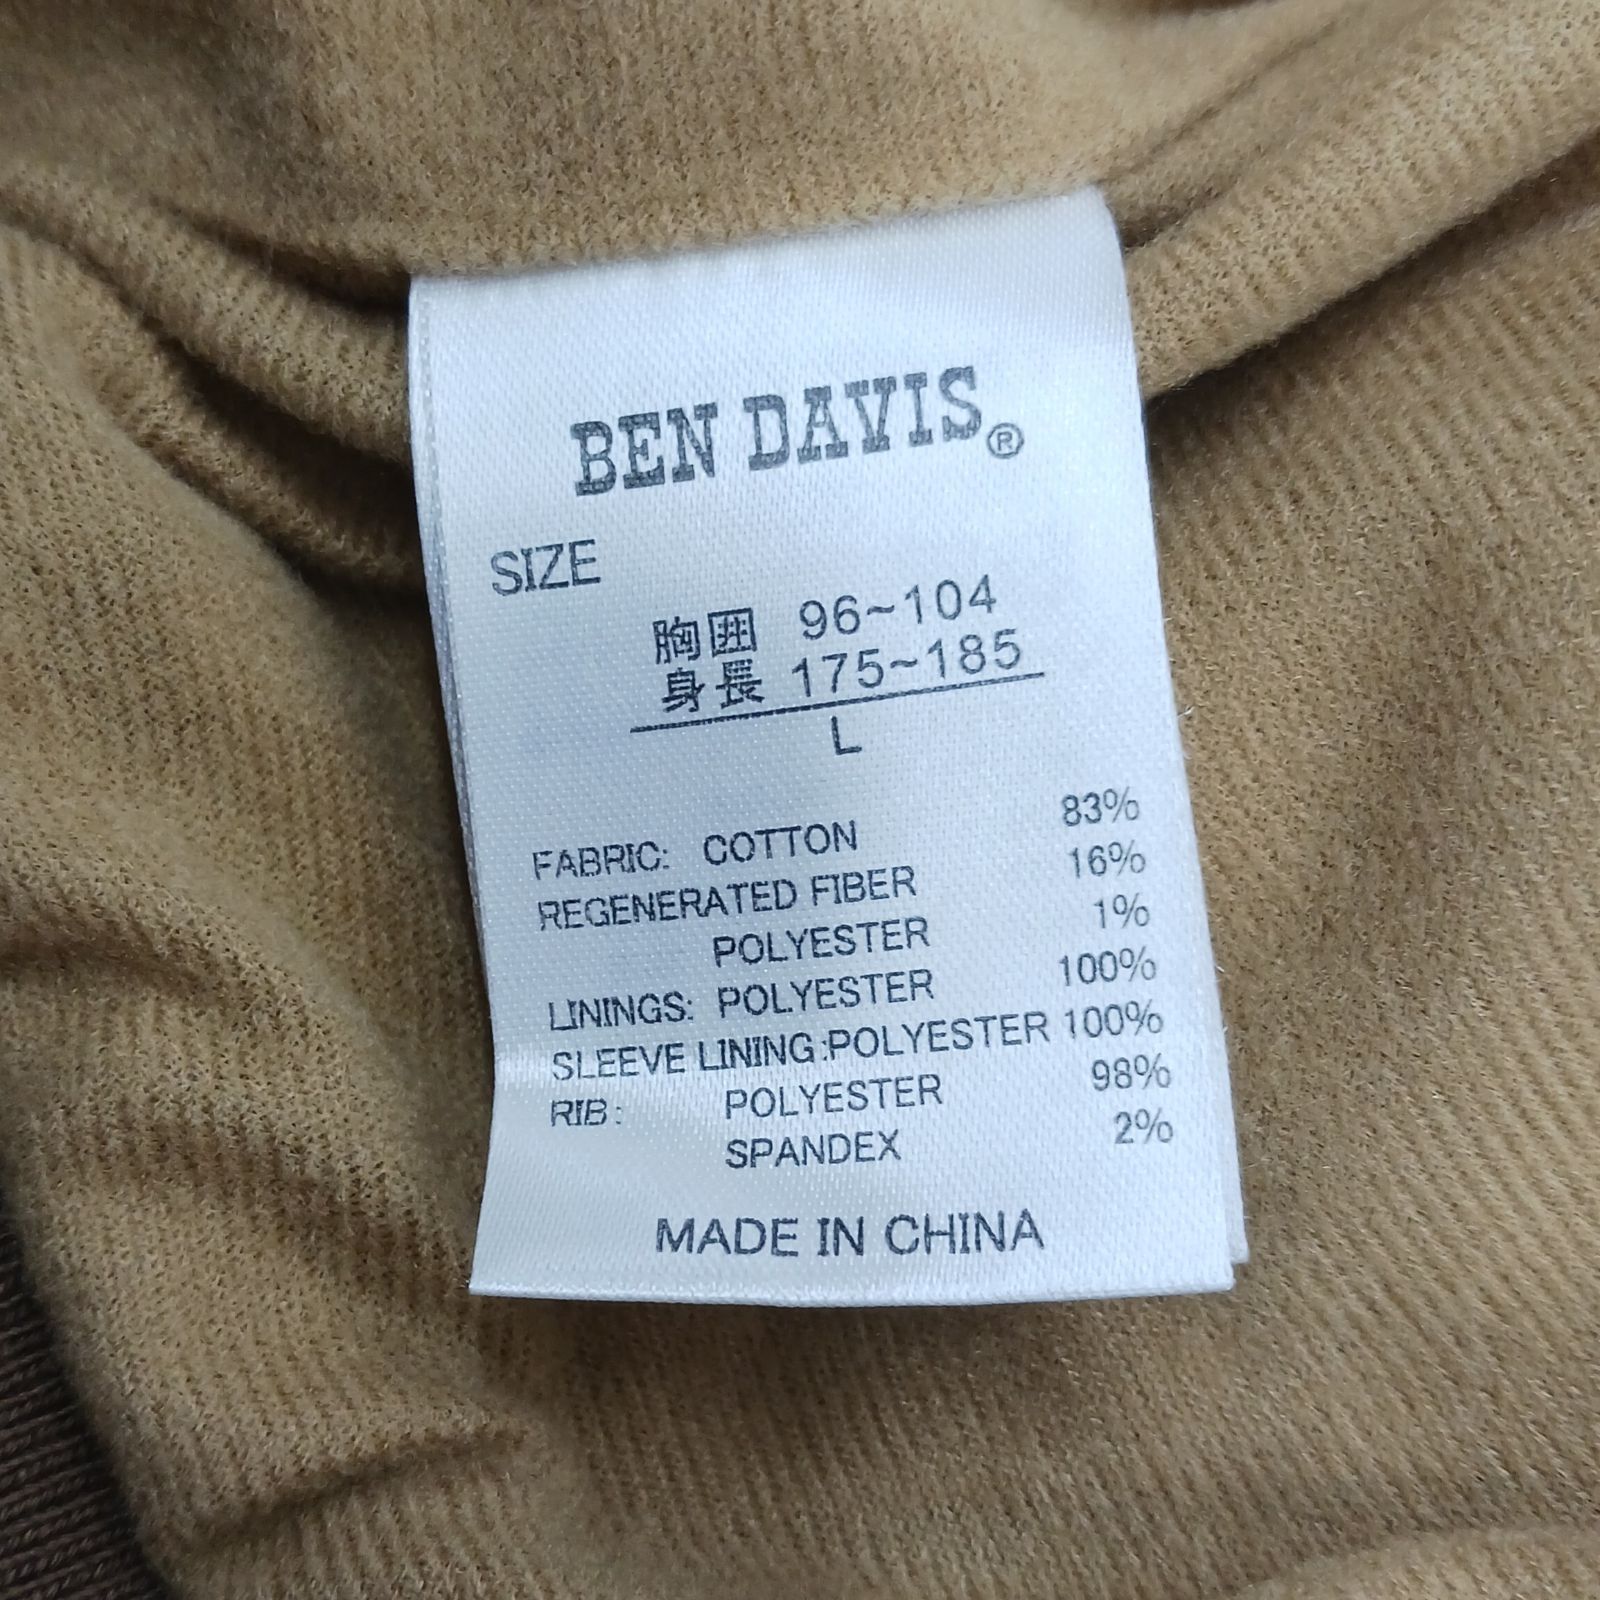 BEN DAVIS®
SIZE
胸囲 96~104
身長 175~185
L
FABRIC: COTTON 83%
REGENERATED FIBER 16%
POLYESTER 1%
LININGS: POLYESTER 100%
SLEEVE LINING:POLYESTER 100%
RIB: POLYESTER 98%
SPANDEX 2%
MADE IN CHINA